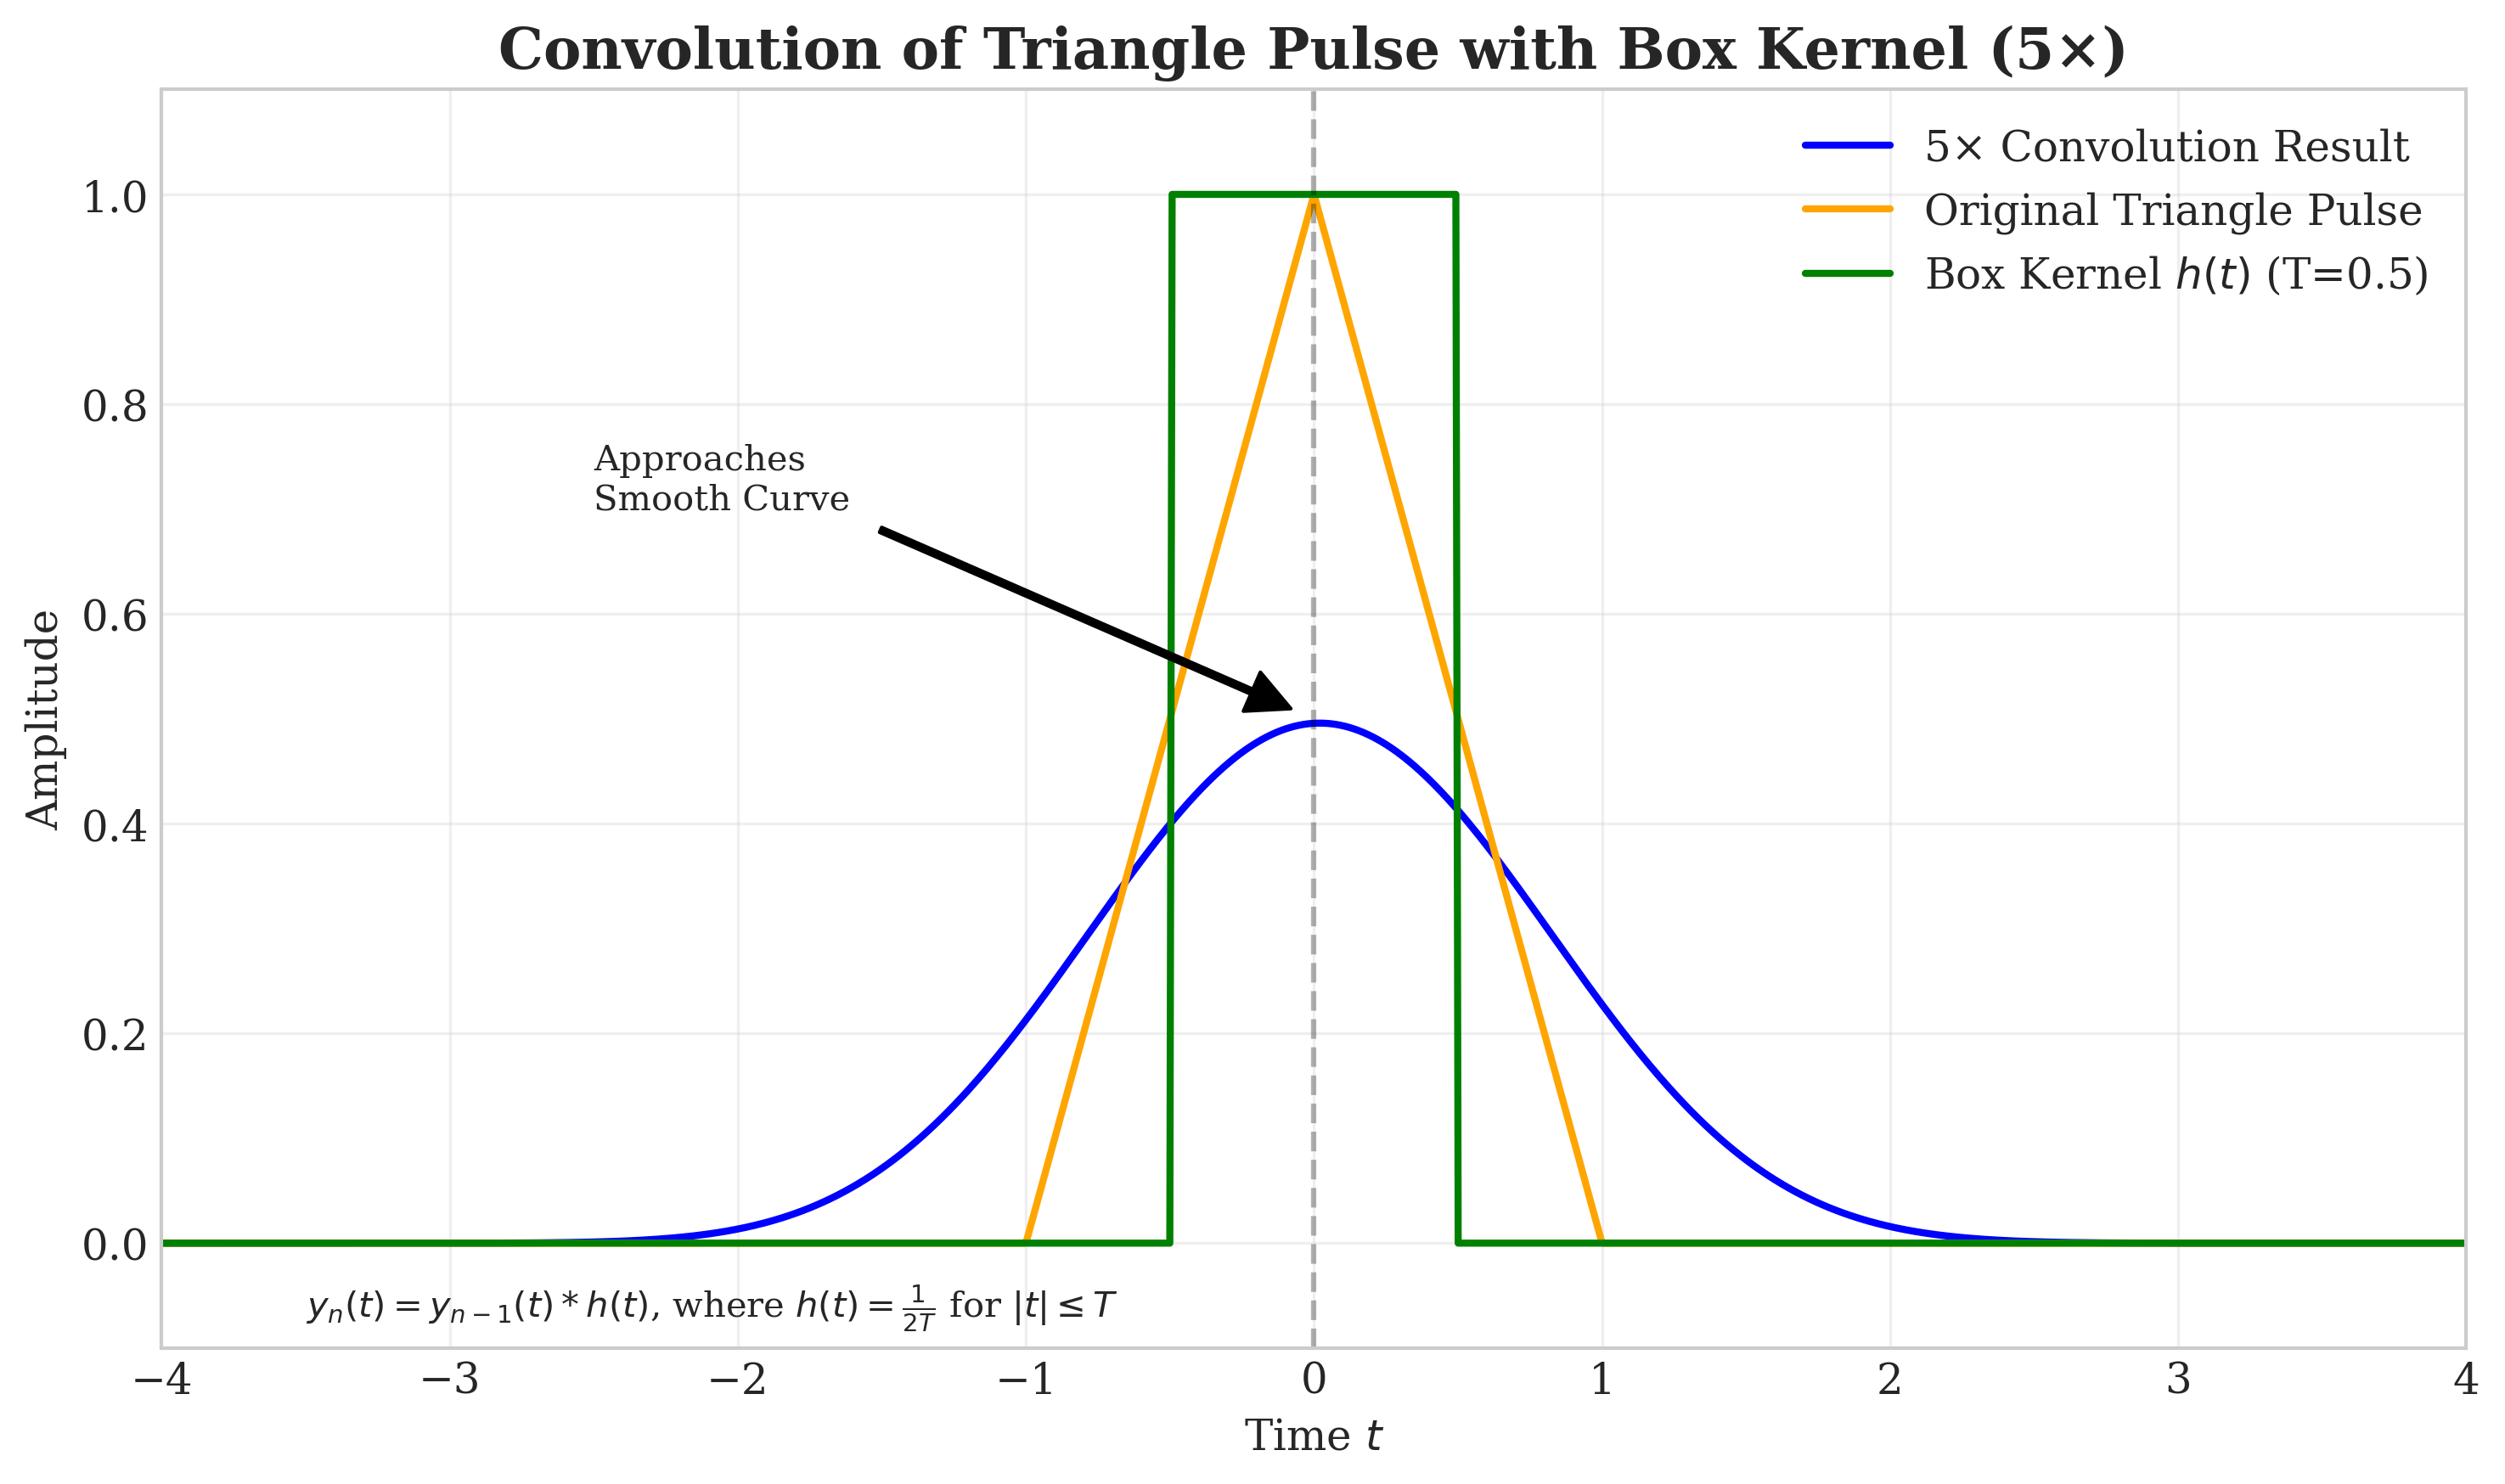 Convolution of Triangle Pulse with Box Kernel (5×)
5× Convolution Result
Original Triangle Pulse
Box Kernel h(t) (T=0.5)
Approaches
Smooth Curve
Amplitude
1.0
0.8
0.6
0.4
0.2
0.0
yₙ(t) = yₙ₋₁(t) * h(t), where h(t) = 1/2T for |t| ≤ T
−4 −3 −2 −1 0 1 2 3 4
Time t